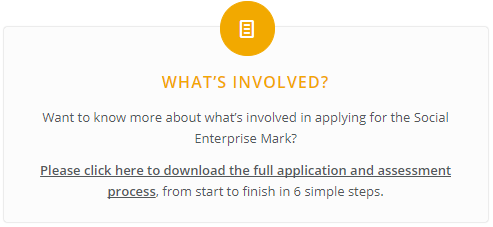 WHAT’S INVOLVED?
Want to know more about what’s involved in applying for the Social
Enterprise Mark?
Please click here to download the full application and assessment
process, from start to finish in 6 simple steps.